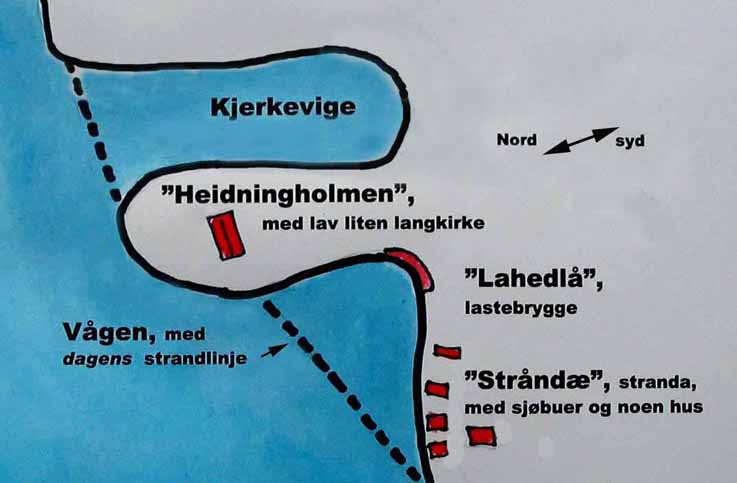 Kjerkevige
Nord syd
”Heidningholmen”,
med lav liten langkirke
”Lahedlå”,
lastebrygge
Vågen, med
dagens strandlinje
”Stråndæ”, stranda,
med sjøbuer og noen hus